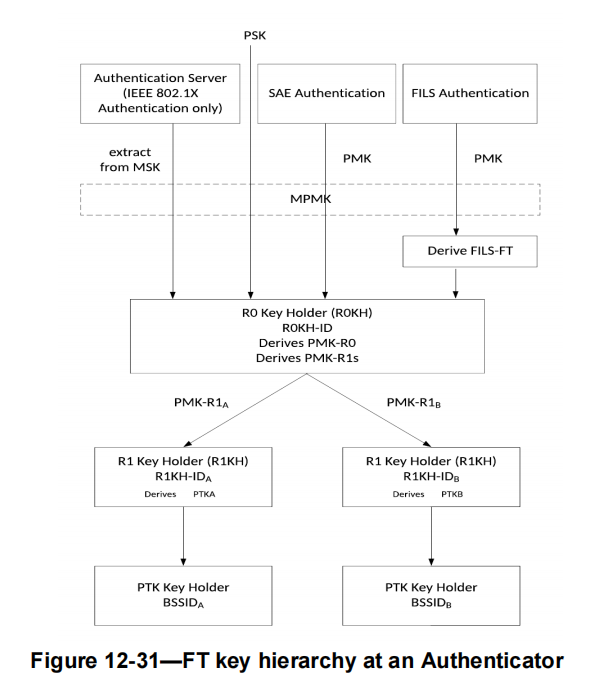 PSK
Authentication Server
(IEEE 802.1X
Authentication only)
SAE Authentication
FILS Authentication
extract
from MSK
PMK
PMK
MPMK
Derive FILS-FT
R0 Key Holder (R0KH)
R0KH-ID
Derives PMK-R0
Derives PMK-R1s
PMK-R1A
PMK-R1B
R1 Key Holder (R1KH)
R1KH-IDA
Derives PTKA
R1 Key Holder (R1KH)
R1KH-IDB
Derives PTKB
PTK Key Holder
BSSIDA
PTK Key Holder
BSSIDB
Figure 12-31—FT key hierarchy at an Authenticator